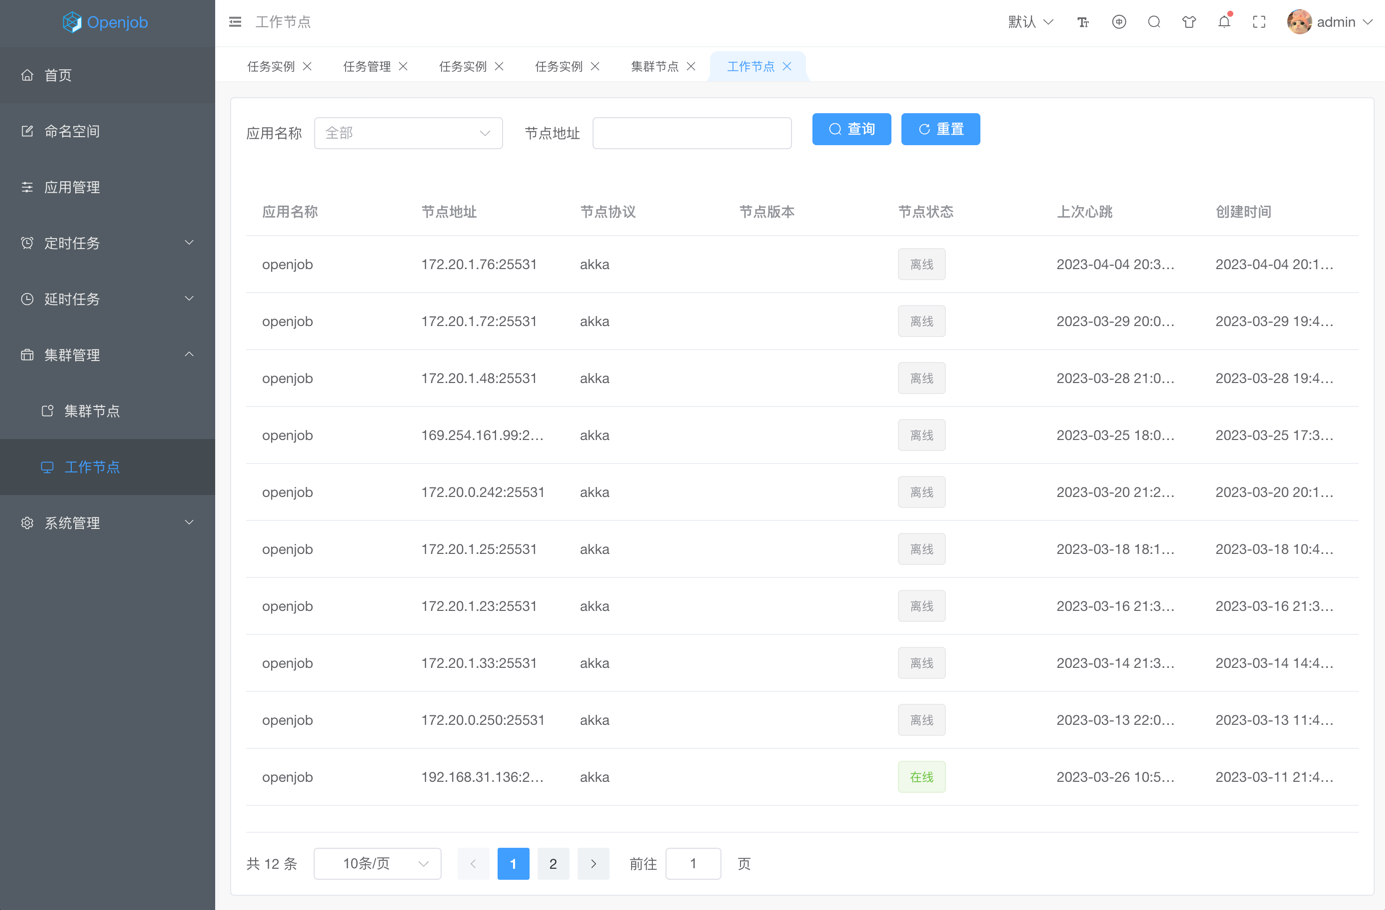 Openjob
工作节点
默认
admin
首页
命名空间
应用管理
定时任务
延时任务
集群管理
集群节点
工作节点
系统管理
任务实例
任务管理
任务实例
任务实例
集群节点
工作节点
应用名称 全部 节点地址 查询 重置
应用名称 节点地址 节点协议 节点版本 节点状态 上次心跳 创建时间
openjob 172.20.1.76:25531 akka 离线 2023-04-04 20:3... 2023-04-04 20:1...
openjob 172.20.1.72:25531 akka 离线 2023-03-29 20:0... 2023-03-29 19:4...
openjob 172.20.1.48:25531 akka 离线 2023-03-28 21:0... 2023-03-28 19:4...
openjob 169.254.161.99:2... akka 离线 2023-03-25 18:0... 2023-03-25 17:3...
openjob 172.20.0.242:25531 akka 离线 2023-03-20 21:2... 2023-03-20 20:1...
openjob 172.20.1.25:25531 akka 离线 2023-03-18 18:1... 2023-03-18 10:4...
openjob 172.20.1.23:25531 akka 离线 2023-03-16 21:3... 2023-03-16 21:3...
openjob 172.20.1.33:25531 akka 离线 2023-03-14 21:3... 2023-03-14 14:4...
openjob 172.20.0.250:25531 akka 离线 2023-03-13 22:0... 2023-03-13 11:4...
openjob 192.168.31.136:2... akka 在线 2023-03-26 10:5... 2023-03-11 21:4...
共 12 条 10条/页 1 2 前往 1 页